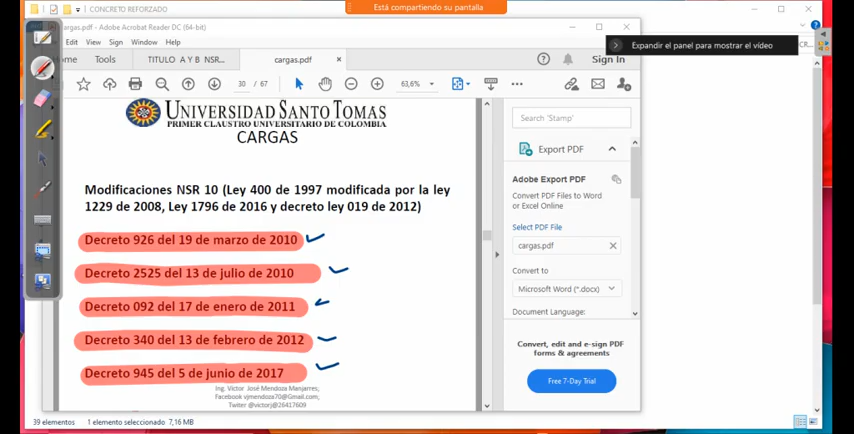 CONCRETO REFORZADO
Está compartiendo su pantalla
cargas.pdf - Adobe Acrobat Reader DC (64-bit)
Edit View Sign Window Help
Expandir el panel para mostrar el vídeo
Tools
TITULO A Y B NSR...
cargas.pdf
Sign In
30 / 67
63,6%
UNIVERSIDAD SANTO TOMAS
PRIMER CLAUSTRO UNIVERSITARIO DE COLOMBIA
CARGAS
Modificaciones NSR 10 (Ley 400 de 1997 modificada por la ley
1229 de 2008, Ley 1796 de 2016 y decreto ley 019 de 2012)
Decreto 926 del 19 de marzo de 2010
Decreto 2525 del 13 de julio de 2010
Decreto 092 del 17 de enero de 2011
Decreto 340 del 13 de febrero de 2012
Decreto 945 del 5 de junio de 2017
Ing. Victor José Mendoza Manjarres;
Facebook vjmendoza70@Gmail.com;
Twiter @victorj@26417609
Search 'Stamp'
Export PDF
Adobe Export PDF
Convert PDF Files to Word
or Excel Online
Select PDF File
cargas.pdf
Convert to
Microsoft Word (*.docx)
Document Language:
Convert, edit and e-sign PDF
forms & agreements
Free 7-Day Trial
39 elementos 1 elemento seleccionado 7,16 MB